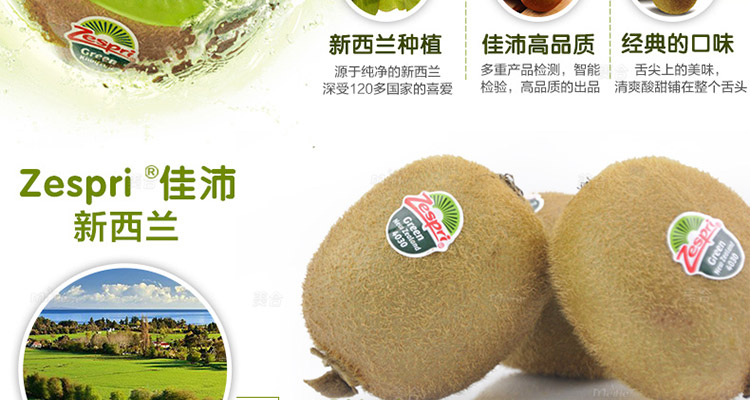 Zespri
Green
新西兰种植
佳沛高品质
经典的口味
源于纯净的新西兰
深受120多国家的喜爱
多重产品检测，智能
检验，高品质的出品
舌尖上的美味，
清爽酸甜铺在整个舌头
Zespri®佳沛
新西兰
Zespri®
Green
New Zealand
4030
Zespri
Green
New Zealand
4030